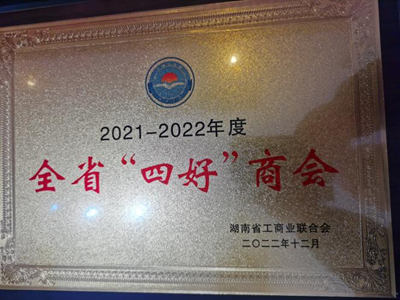 2021-2022年度
全省“四好”商会
湖南省工商业联合会
二〇二二年十二月